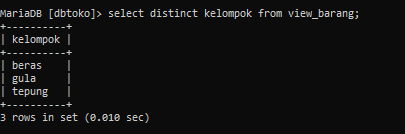 MariaDB [dbtoko]> select distinct kelompok from view_barang;
+----------+
| kelompok |
+----------+
| beras    |
| gula     |
| tepung   |
+----------+
3 rows in set (0.010 sec)